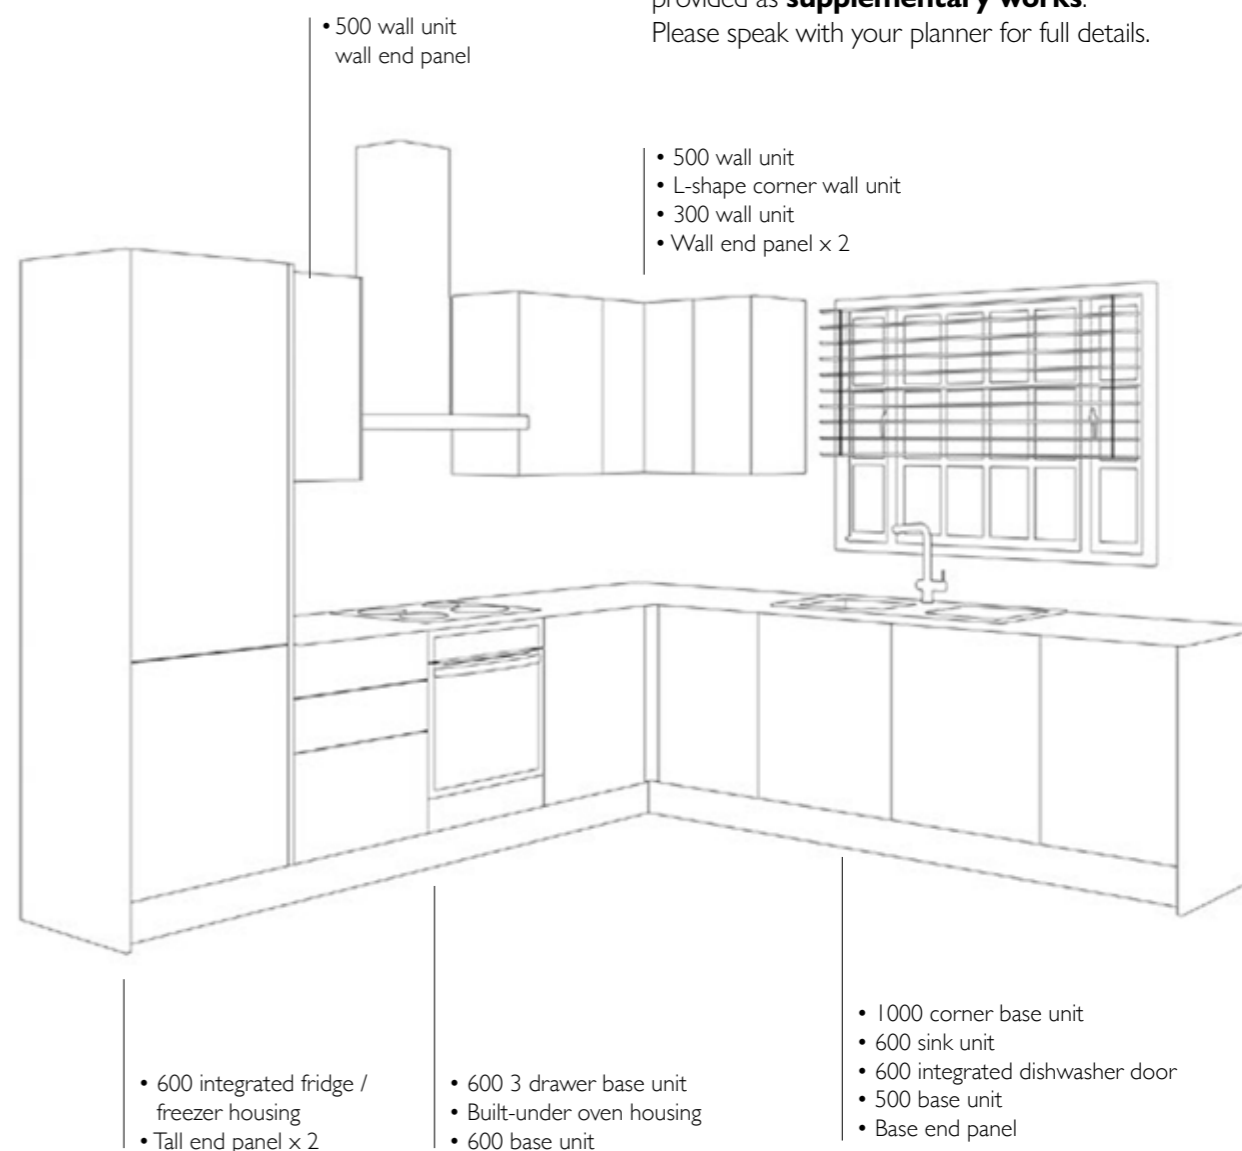 provided as supplementary works.
Please speak with your planner for full details.
• 500 wall unit
wall end panel
• 500 wall unit
• L-shape corner wall unit
• 300 wall unit
• Wall end panel x 2
• 600 integrated fridge /
freezer housing
• Tall end panel x 2
• 600 3 drawer base unit
• Built-under oven housing
• 600 base unit
• 1000 corner base unit
• 600 sink unit
• 600 integrated dishwasher door
• 500 base unit
• Base end panel